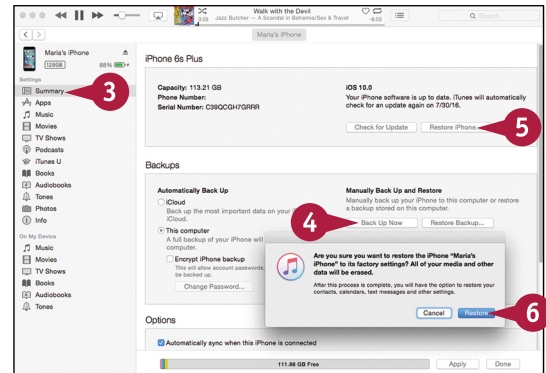 Walk with the Devil
0:05 Jazz Butcher — A Scandal in Bohemia/Sex & Travel -6:00
Search
Maria's iPhone
Maria's iPhone
128GB 88%
Settings
Summary
Apps
Music
Movies
TV Shows
Podcasts
iTunes U
Books
Audiobooks
Tones
Photos
Info
On My Device
Music
Movies
TV Shows
Books
Audiobooks
Tones
3
iPhone 6s Plus
Capacity: 113.21 GB
Phone Number:
Serial Number: C39QCGH7GRRR
iOS 10.0
Your iPhone software is up to date. iTunes will automatically
check for an update again on 7/30/16.
Check for Update Restore iPhone...
5
Backups
Automatically Back Up
iCloud
Back up the most important data on your
iCloud.
This computer
A full backup of your iPhone will
Encrypt iPhone backup
This will allow account passwords,
be backed up.
Change Password...
Manually Back Up and Restore
Manually back up your iPhone to this computer or restore
a backup stored on this computer.
4
Back Up Now Restore Backup...
Are you sure you want to restore the iPhone “Maria's
iPhone” to its factory settings? All of your media and other
data will be erased.
After this process is complete, you will have the option to restore your
contacts, calendars, text messages and other settings.
Cancel Restore
6
Options
Automatically sync when this iPhone is connected
111.86 GB Free
Apply Done